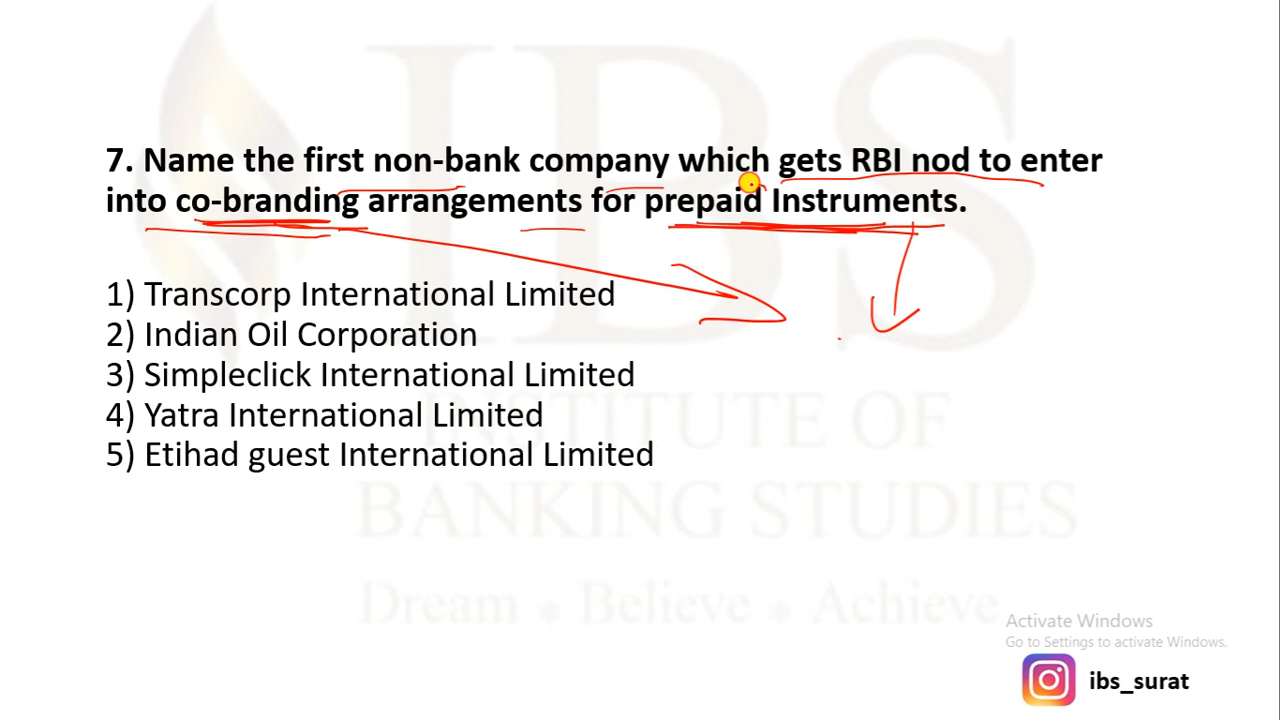 7. Name the first non-bank company which gets RBI nod to enter
into co-branding arrangements for prepaid Instruments.
1) Transcorp International Limited
2) Indian Oil Corporation
3) Simpleclick International Limited
4) Yatra International Limited
5) Etihad guest International Limited
IBS
INSTITUTE OF
BANKING STUDIES
Dream * Believe * Achieve
Activate Windows
Go to Settings to activate Windows.
ibs_surat